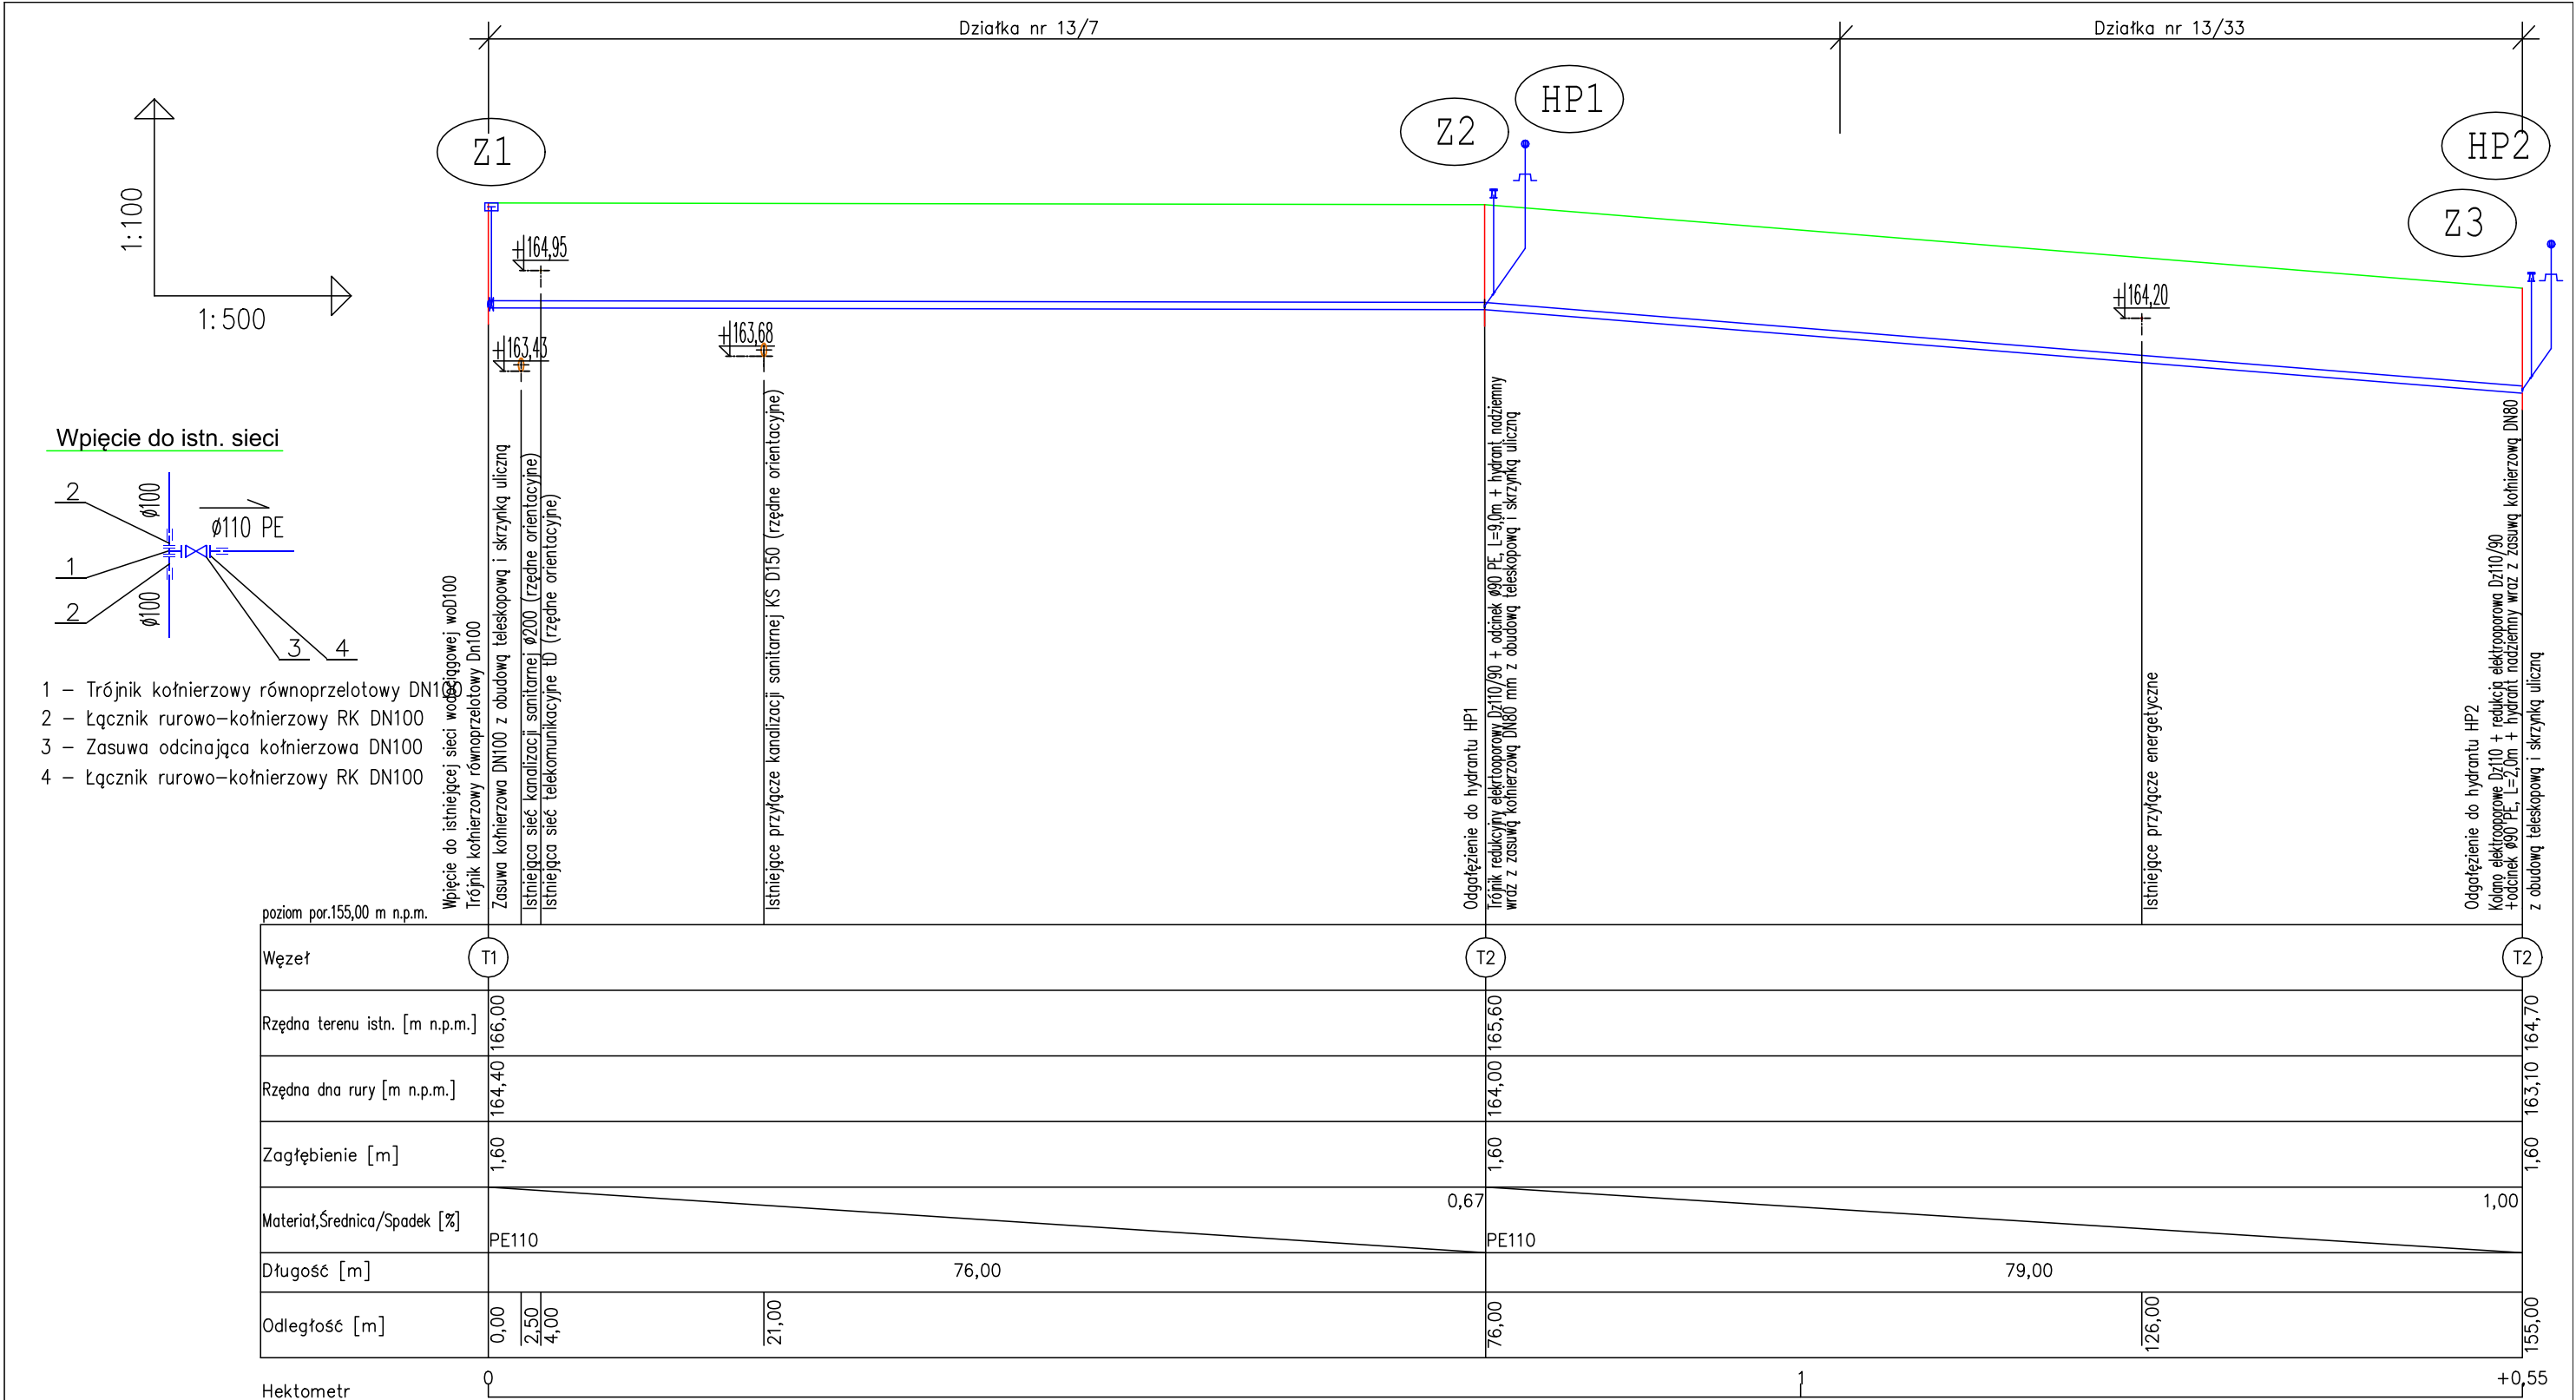 Działka nr 13/7
Działka nr 13/33
Z1
Z2
HP1
HP2
Z3
1:100
1:500
+164,95
+163,43
+163,68
+164,20
Wpięcie do istn. sieci
2
1
2
3
4
ø100
ø100
ø110 PE
1 – Trójnik kołnierzowy równoprzelotowy DN100
2 – Łącznik rurowo–kołnierzowy RK DN100
3 – Zasuwa odcinająca kołnierzowa DN100
4 – Łącznik rurowo–kołnierzowy RK DN100
Wpięcie do istniejącej sieci wodociągowej woD100
Trójnik kołnierzowy równoprzelotowy Dn100
Zasuwa kołnierzowa DN100 z obudową teleskopową i skrzynką uliczną
Istniejąca sieć kanalizacji sanitarnej ø200 (rzędne orientacyjne)
Istniejąca sieć telekomunikacyjne tD (rzędne orientacyjne)
Istniejące przyłącze kanalizacji sanitarnej KS D150 (rzędne orientacyjne)
Odgałęzienie do hydrantu HP1
Trójnik redukcyjny elekrtooporowy Dz110/90 + odcinek ø90 PE, L=9,0m + hydrant nadziemny
wraz z zasuwą kołnierzową DN80 mm z obudową teleskopową i skrzynką uliczną
Istniejące przyłącze energetyczne
Odgałęzienie do hydrantu HP2
Kolano elektrooporowe Dz110 + redukcja elektrooporowa Dz110/90
+odcinek ø90 PE, L=2,0m + hydrant nadziemny wraz z zasuwą kołnierzową DN80
z obudową teleskopową i skrzynką uliczną
poziom por.155,00 m n.p.m.
Węzeł T1 T2 T2
Rzędna terenu istn. [m n.p.m.] 166,00 165,60 164,70
Rzędna dna rury [m n.p.m.] 164,40 164,00 163,10
Zagłębienie [m] 1,60 1,60 1,60
Materiał,Średnica/Spadek [%] PE110 0,67 PE110 1,00
Długość [m] 76,00 79,00
Odległość [m] 0,00 2,50 4,00 21,00 76,00 126,00 155,00
Hektometr 0 1 +0,55